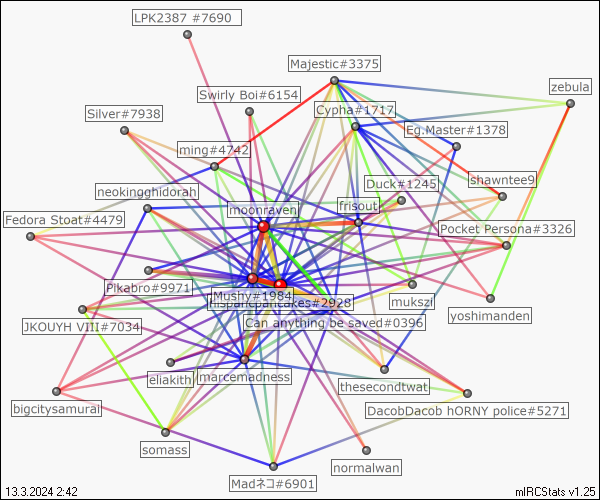 LPK2387 #7690
Majestic#3375
zebula
Swirly Boi#6154
Silver#7938
Cypha#1717
Eg.Master#1378
ming#4742
Duck#1245
shawntee9
neokingghidorah
moonraven
frisout
Fedora Stoat#4479
Pocket Persona#3326
Pikabro#9971
Mushy#1984
hisparicpancakes#2928
mukszi
yoshimanden
JKOUYH VIII#7034
Can anything be saved#0396
eliakith
marcemadness
thesecondtwat
bigcitysamurai
DacobDacob hORNY police#5271
somass
normalwan
Madネコ#6901
13.3.2024 2:42
mIRCStats v1.25